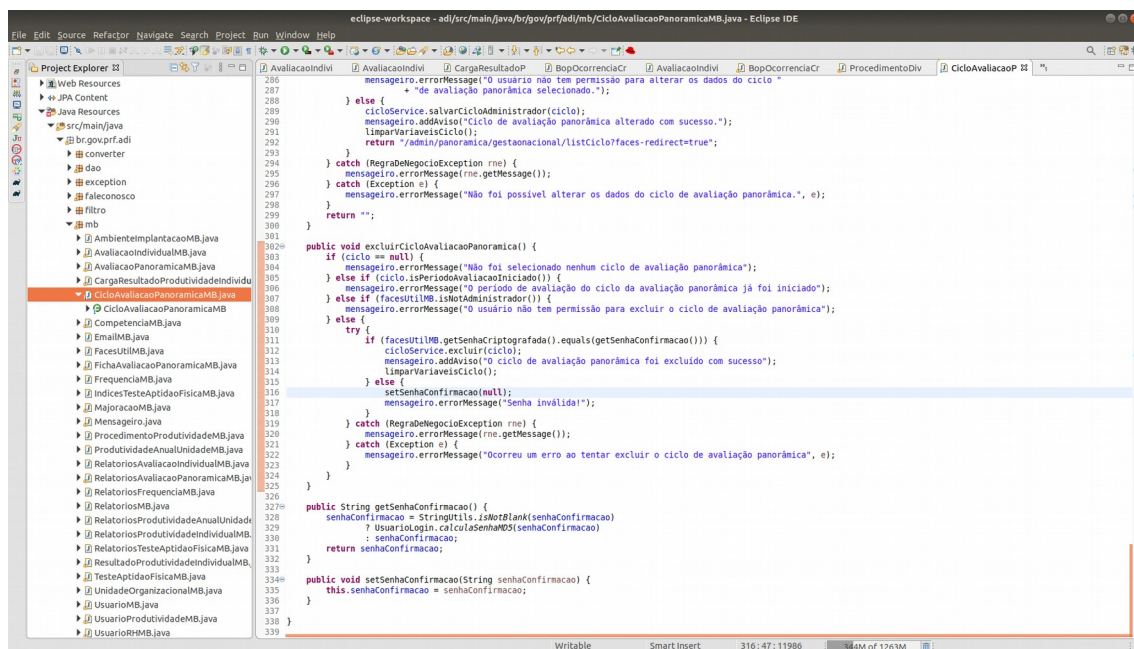 eclipse-workspace - adi/src/main/java/br/gov/prf/adi/mb/CicloAvaliacaoPanoramicaMB.java - Eclipse IDE
File Edit Source Refactor Navigate Search Project Run Window Help
Project Explorer
AvaliacaoIndivi AvaliacaoIndivi CargaResultadoP BopOcorrenciaCr AvaliacaoIndivi BopOcorrenciaCr ProcedimentoDiv CicloAvaliacaoP
Web Resources
JPA Content
Java Resources
src/main/java
br.gov.prf.adi
converter
dao
exception
faleconosco
filtro
mb
AmbienteImplantacaoMB.java
AvaliacaoIndividualMB.java
AvaliacaoPanoramicaMB.java
CargaResultadoProdutividadeIndividu
CicloAvaliacaoPanoramicaMB.java
CicloAvaliacaoPanoramicaMB
CompetenciaMB.java
EmailMB.java
FacesUtilMB.java
FichaAvaliacaoPanoramicaMB.java
FrequenciaMB.java
IndicesTesteAptidaoFisicaMB.java
MajoracaoMB.java
Mensageiro.java
ProcedimentoProdutividadeMB.java
ProdutividadeAnualUnidadeMB.java
RelatoriosAvaliacaoIndividualMB.java
RelatoriosAvaliacaoPanoramicaMB.jav
RelatoriosFrequenciaMB.java
RelatoriosMB.java
RelatoriosProdutividadeAnualUnidade
RelatoriosProdutividadeIndividualMB.
RelatoriosTesteAptidaoFisicaMB.java
ResultadoProdutividadeIndividualMB.
TesteAptidaoFisicaMB.java
UnidadeOrganizacionalMB.java
UsuarioMB.java
UsuarioProdutividadeMB.java
UsuarioRHMB.java
286 mensageiro.errorMessage("O usuário não tem permissão para alterar os dados do ciclo "
287 + "de avaliação panorâmica selecionado.");
288 } else {
289 cicloService.salvarCicloAdministrador(ciclo);
290 mensageiro.addAviso("Ciclo de avaliação panorâmica alterado com sucesso.");
291 limparVariaveisCiclo();
292 return "/admin/panoramica/gestaonacional/listCiclo?faces-redirect=true";
293 }
294 } catch (RegraDeNegocioException rne) {
295 mensageiro.errorMessage(rne.getMessage());
296 } catch (Exception e) {
297 mensageiro.errorMessage("Não foi possível alterar os dados do ciclo de avaliação panorâmica.", e);
298 }
299 return "";
300 }
301
302 public void excluirCicloAvaliacaoPanoramica() {
303 if (ciclo == null) {
304 mensageiro.errorMessage("Não foi selecionado nenhum ciclo de avaliação panorâmica");
305 } else if (ciclo.isPeriodoAvaliacaoIniciado()) {
306 mensageiro.errorMessage("O período de avaliação do ciclo da avaliação panorâmica já foi iniciado");
307 } else if (facesUtilMB.isNotAdministrador()) {
308 mensageiro.errorMessage("O usuário não tem permissão para excluir o ciclo de avaliação panorâmica");
309 } else {
310 try {
311 if (facesUtilMB.getSenhaCriptografada().equals(getSenhaConfirmacao())) {
312 cicloService.excluir(ciclo);
313 mensageiro.addAviso("O ciclo de avaliação panorâmica foi excluído com sucesso");
314 limparVariaveisCiclo();
315 } else {
316 setSenhaConfirmacao(null);
317 mensageiro.errorMessage("Senha inválida!");
318 }
319 } catch (RegraDeNegocioException rne) {
320 mensageiro.errorMessage(rne.getMessage());
321 } catch (Exception e) {
322 mensageiro.errorMessage("Ocorreu um erro ao tentar excluir o ciclo de avaliação panorâmica", e);
323 }
324 }
325 }
326
327 public String getSenhaConfirmacao() {
328 senhaConfirmacao = StringUtils.isNotBlank(senhaConfirmacao)
329 ? UsuarioLogin.calculaSenhaMD5(senhaConfirmacao)
330 : senhaConfirmacao;
331 return senhaConfirmacao;
332 }
333
334 public void setSenhaConfirmacao(String senhaConfirmacao) {
335 this.senhaConfirmacao = senhaConfirmacao;
336 }
337
338 }
339
Writable Smart Insert 316:47:11986 344M of 1263M